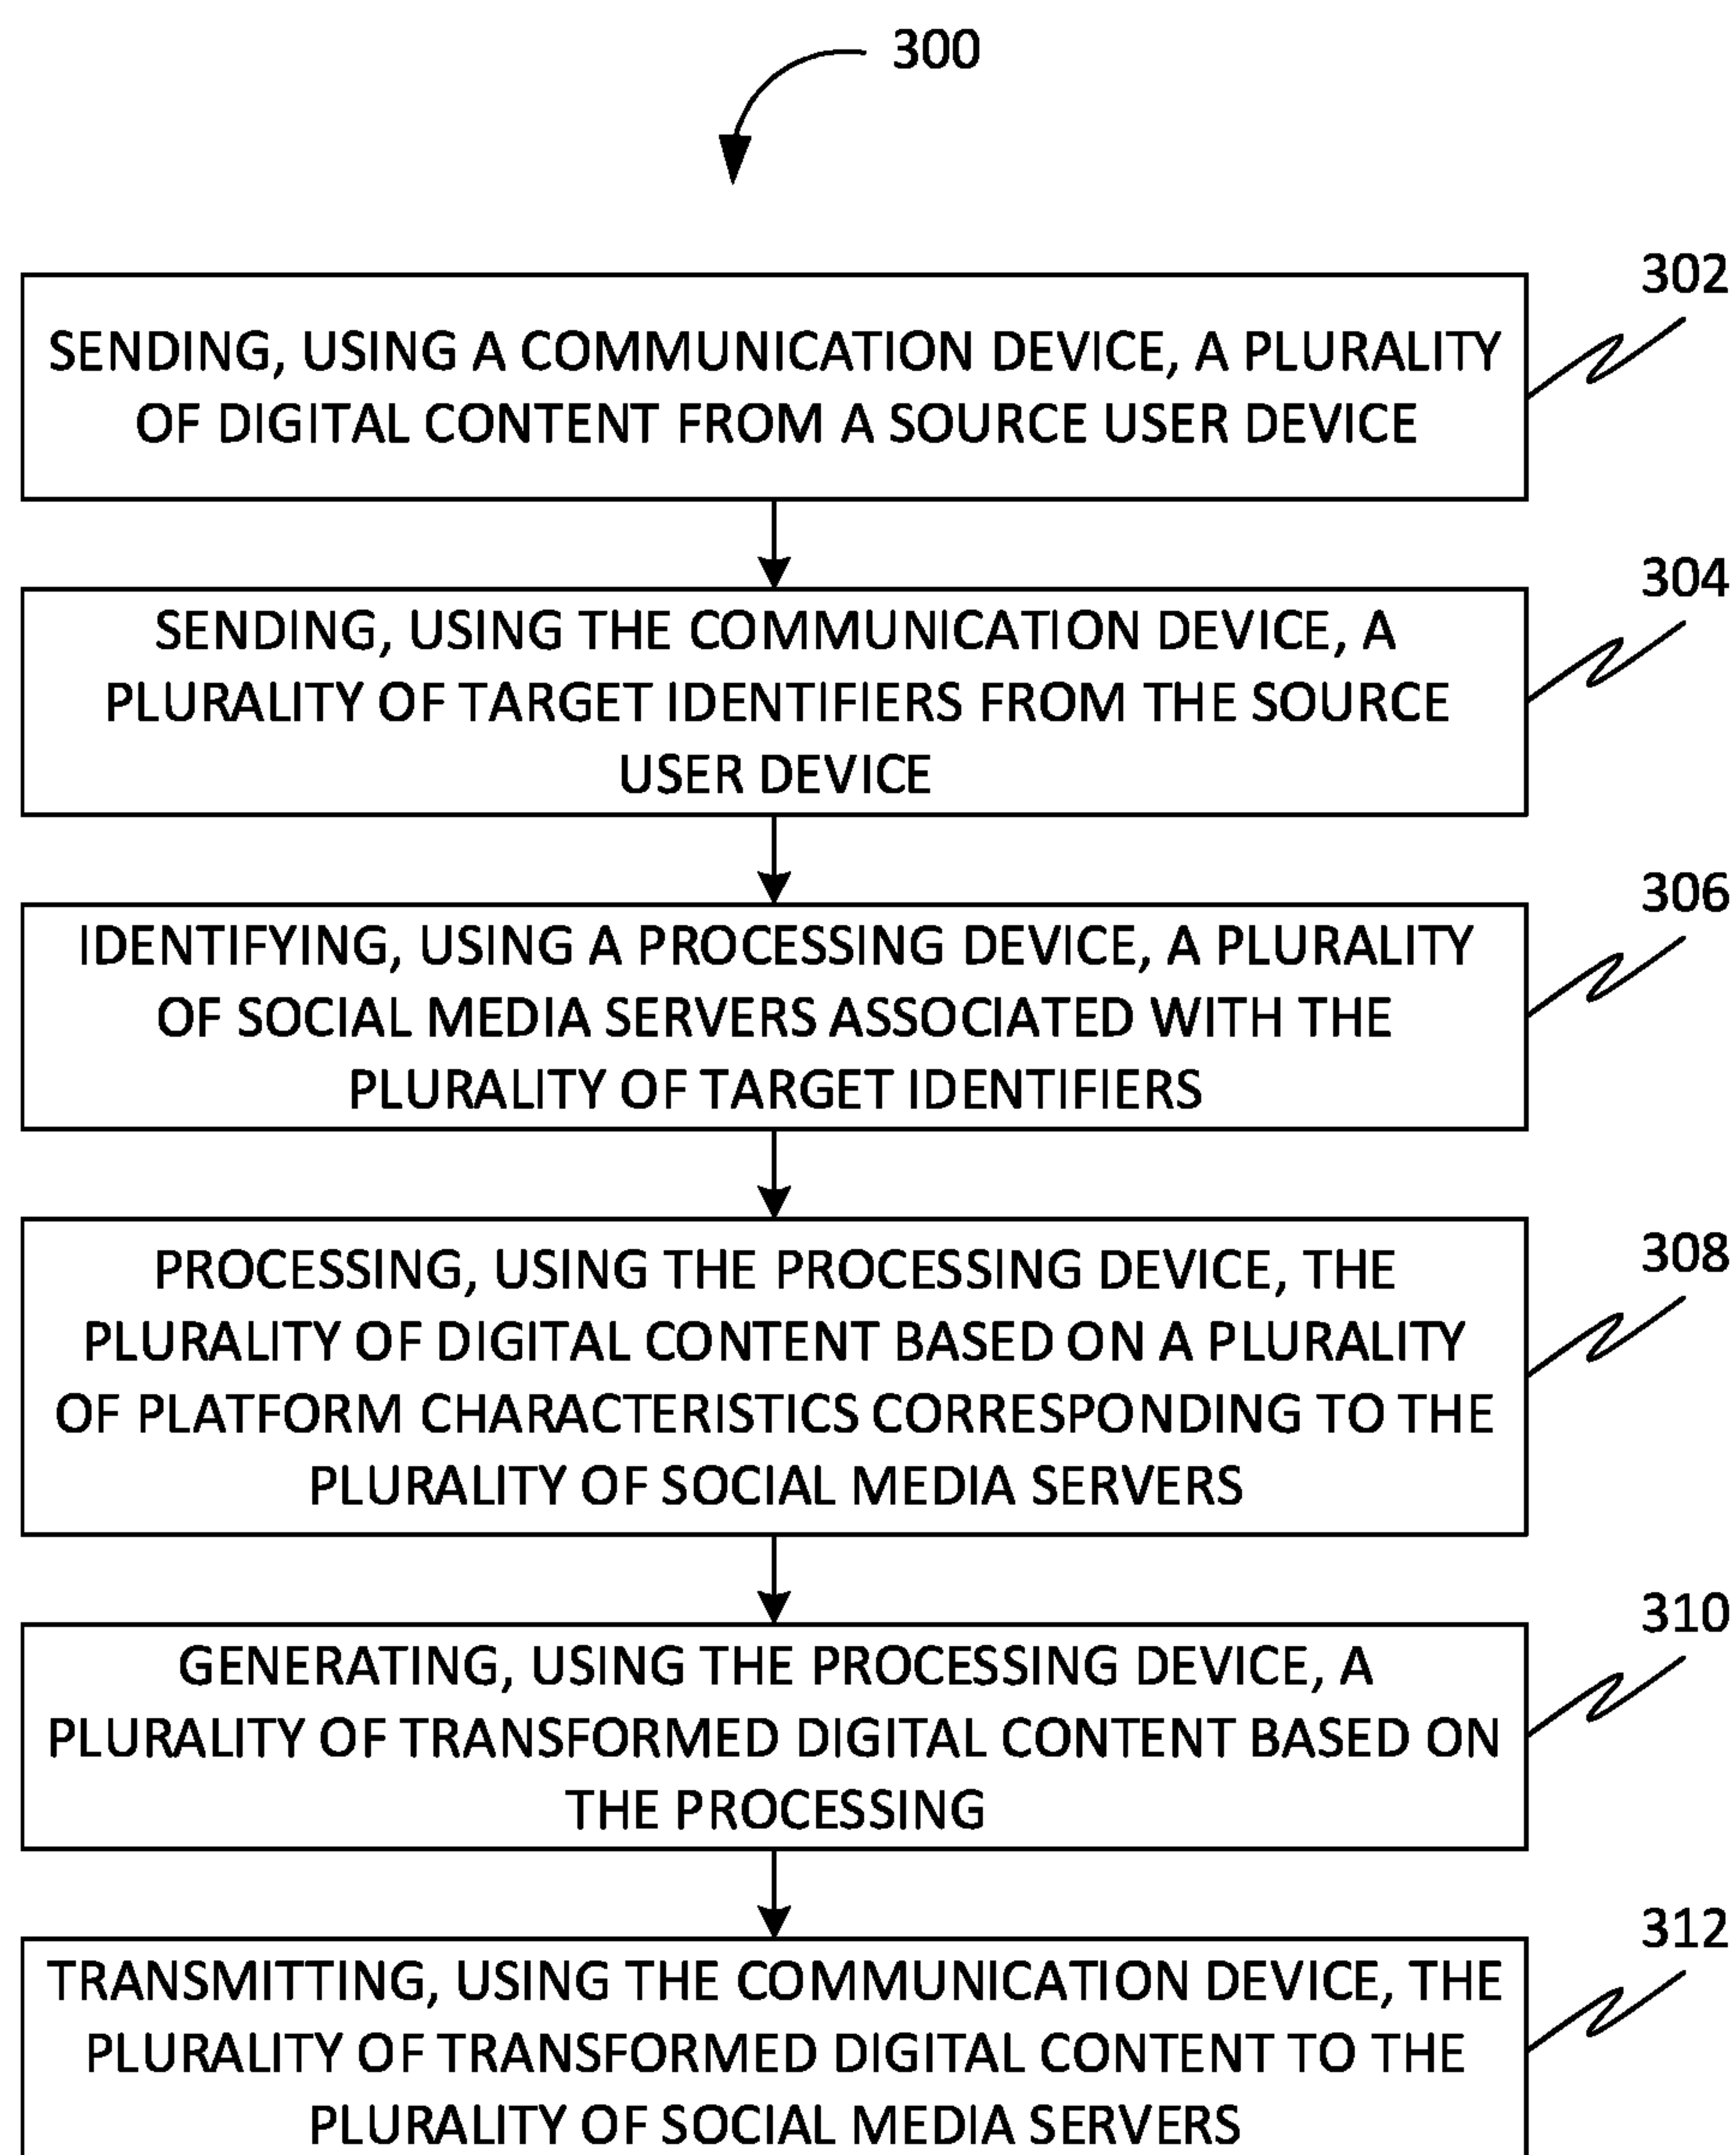 300
302
SENDING, USING A COMMUNICATION DEVICE, A PLURALITY
OF DIGITAL CONTENT FROM A SOURCE USER DEVICE
304
SENDING, USING THE COMMUNICATION DEVICE, A
PLURALITY OF TARGET IDENTIFIERS FROM THE SOURCE
USER DEVICE
306
IDENTIFYING, USING A PROCESSING DEVICE, A PLURALITY
OF SOCIAL MEDIA SERVERS ASSOCIATED WITH THE
PLURALITY OF TARGET IDENTIFIERS
308
PROCESSING, USING THE PROCESSING DEVICE, THE
PLURALITY OF DIGITAL CONTENT BASED ON A PLURALITY
OF PLATFORM CHARACTERISTICS CORRESPONDING TO THE
PLURALITY OF SOCIAL MEDIA SERVERS
310
GENERATING, USING THE PROCESSING DEVICE, A
PLURALITY OF TRANSFORMED DIGITAL CONTENT BASED ON
THE PROCESSING
312
TRANSMITTING, USING THE COMMUNICATION DEVICE, THE
PLURALITY OF TRANSFORMED DIGITAL CONTENT TO THE
PLURALITY OF SOCIAL MEDIA SERVERS